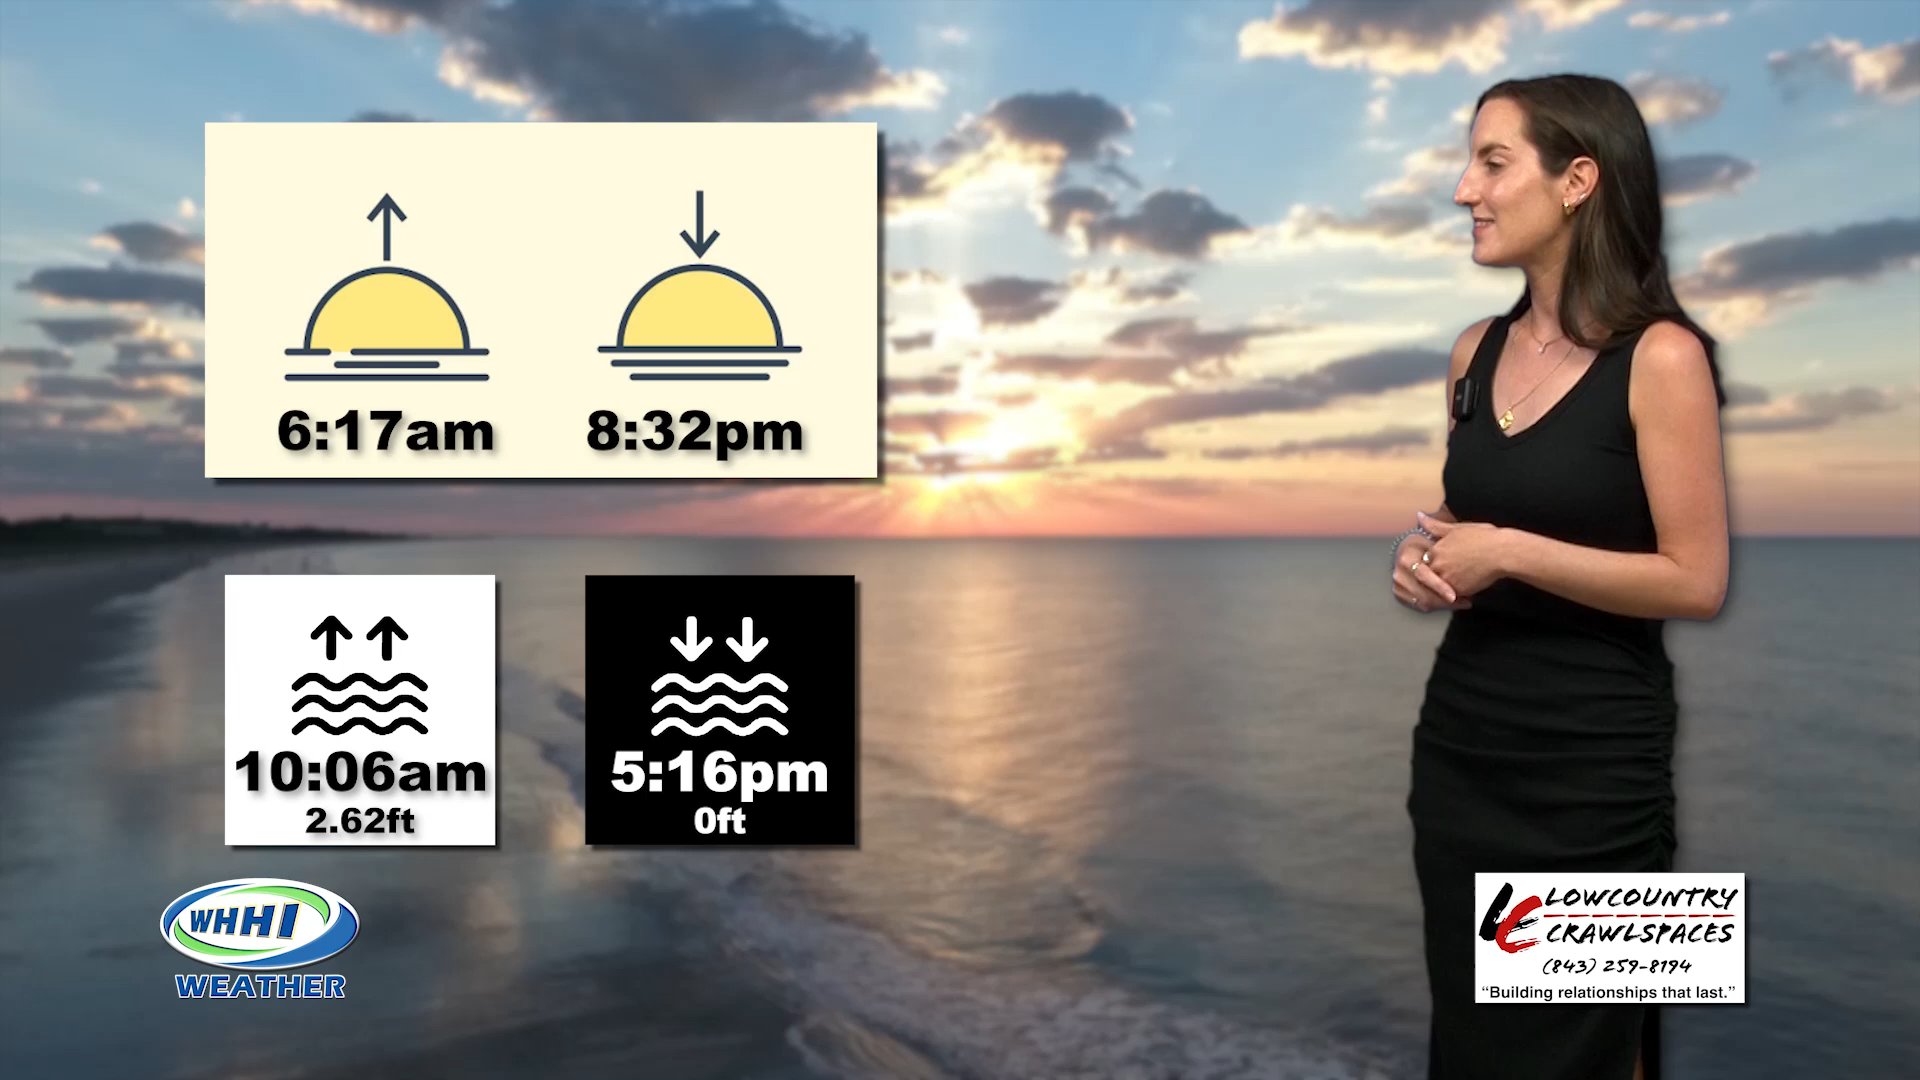 6:17am
8:32pm
10:06am
2.62ft
5:16pm
0ft
WHHI
WEATHER
LC LOWCOUNTRY
CRAWLSPACES
(843) 259-8194
“Building relationships that last.”